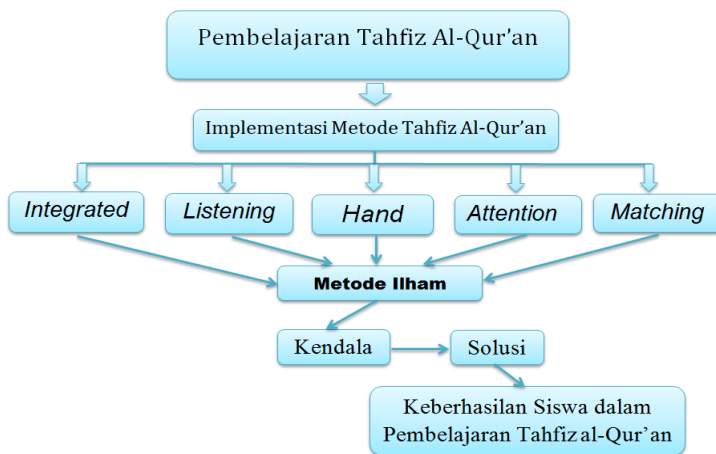 Pembelajaran Tahfiz Al-Qur'an
Implementasi Metode Tahfiz Al-Qur'an
Integrated
Listening
Hand
Attention
Matching
Metode Ilham
Kendala
Solusi
Keberhasilan Siswa dalam
Pembelajaran Tahfiz al-Qur'an